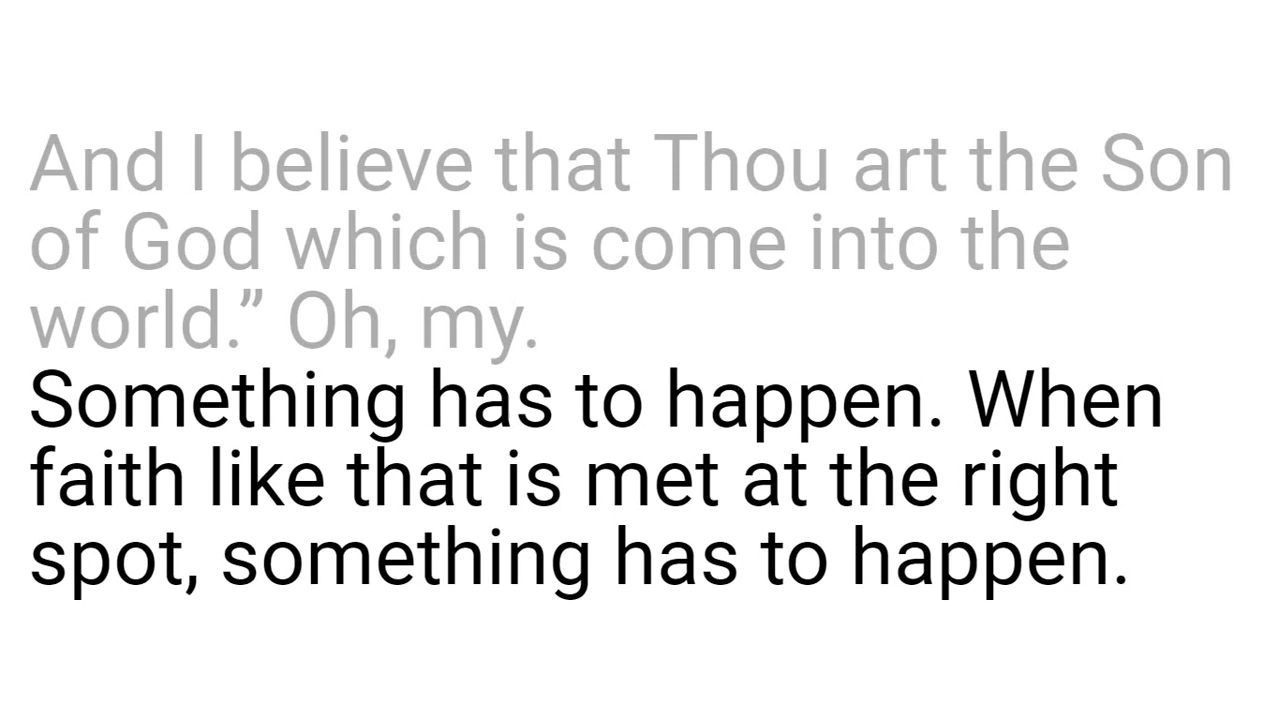 And I believe that Thou art the Son
of God which is come into the
world.” Oh, my.
Something has to happen. When
faith like that is met at the right
spot, something has to happen.